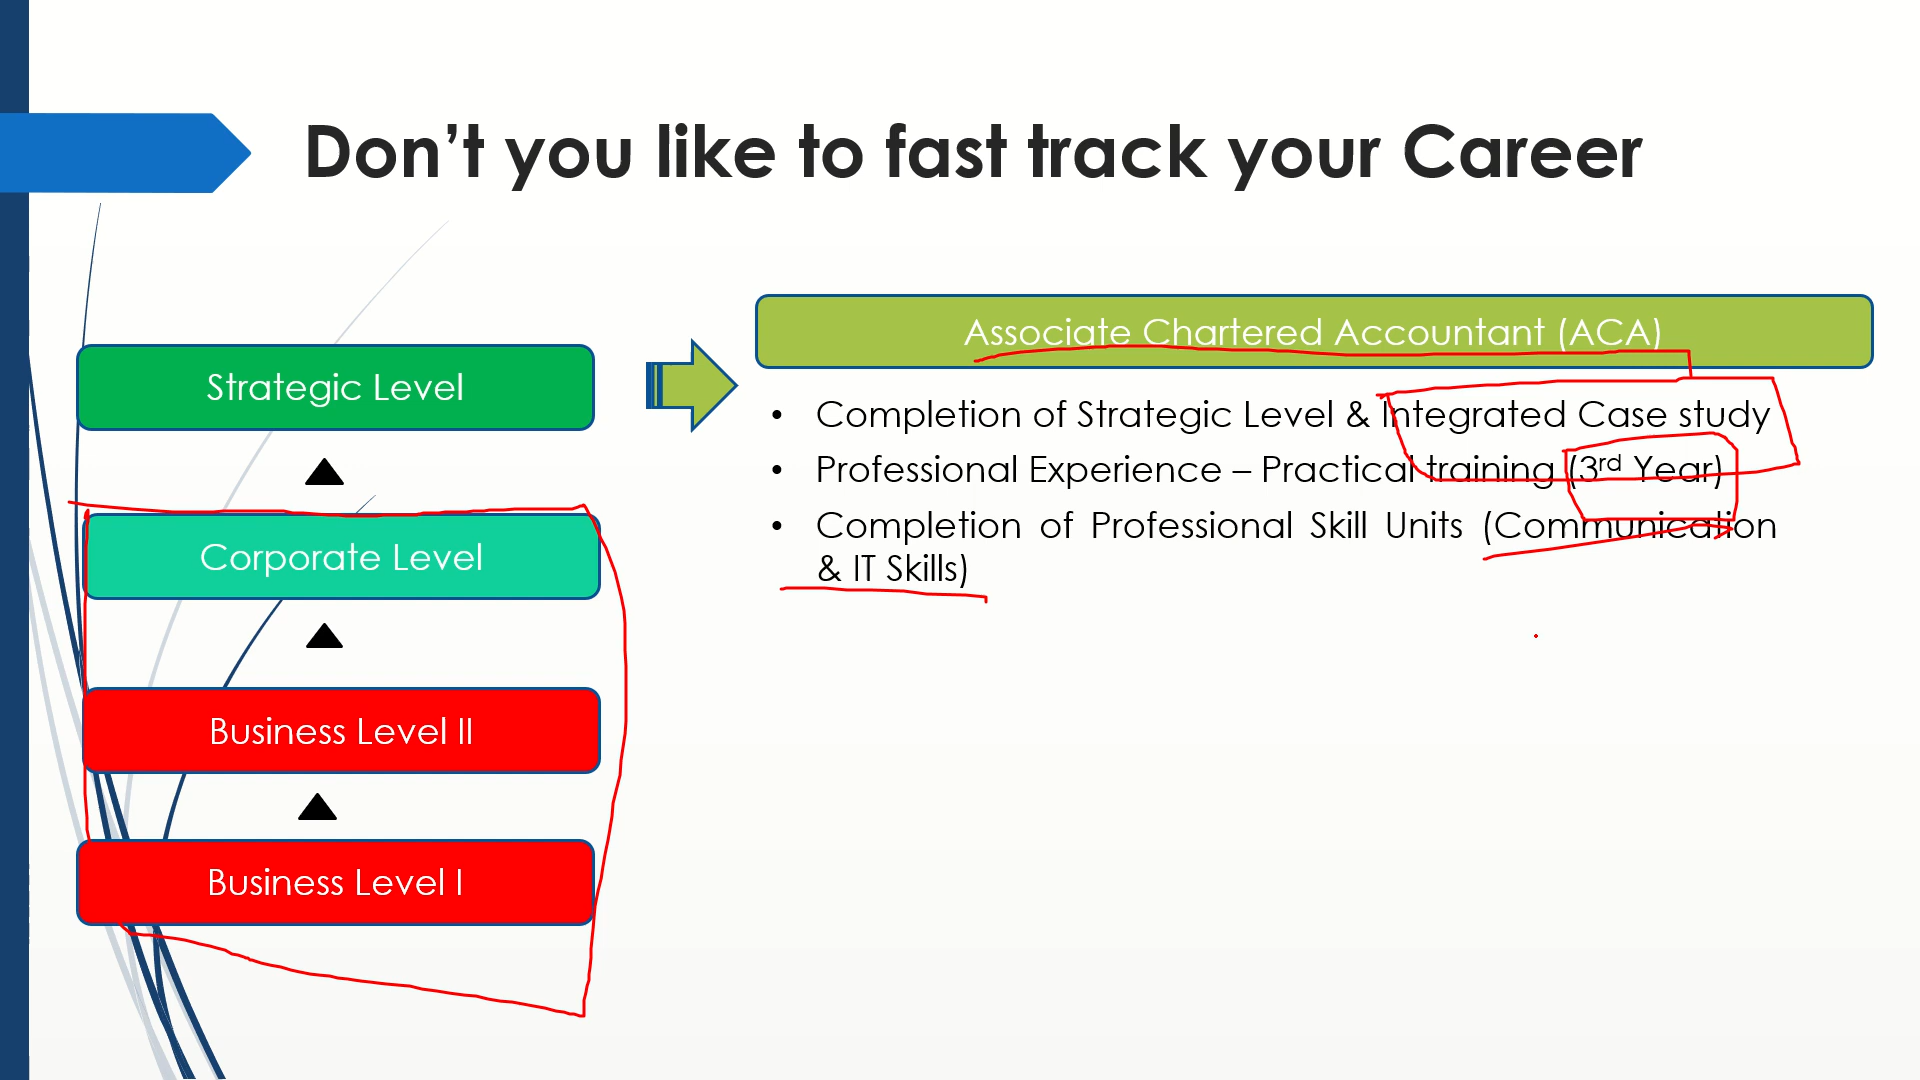 Don’t you like to fast track your Career
Strategic Level
Corporate Level
Business Level II
Business Level I
Associate Chartered Accountant (ACA)
• Completion of Strategic Level & Integrated Case study
• Professional Experience – Practical training (3rd Year)
• Completion of Professional Skill Units (Communication
& IT Skills)